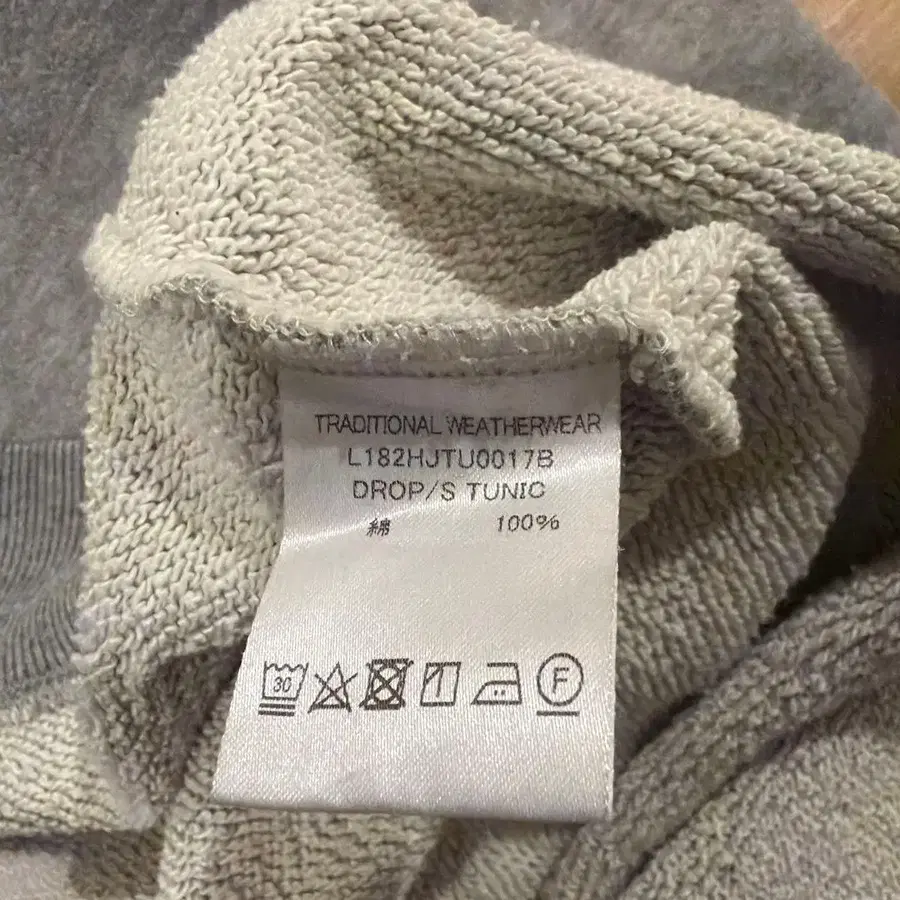 TRADITIONAL WEATHERWEAR
L182HJTU0017B
DROP/S TUNIC
綿 100%
30 F